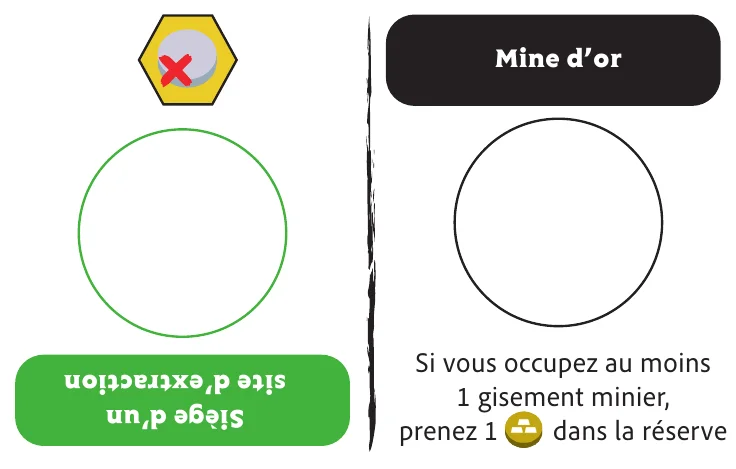 Siège d'un
site d'extraction
Mine d'or
Si vous occupez au moins
1 gisement minier,
prenez 1 dans la réserve